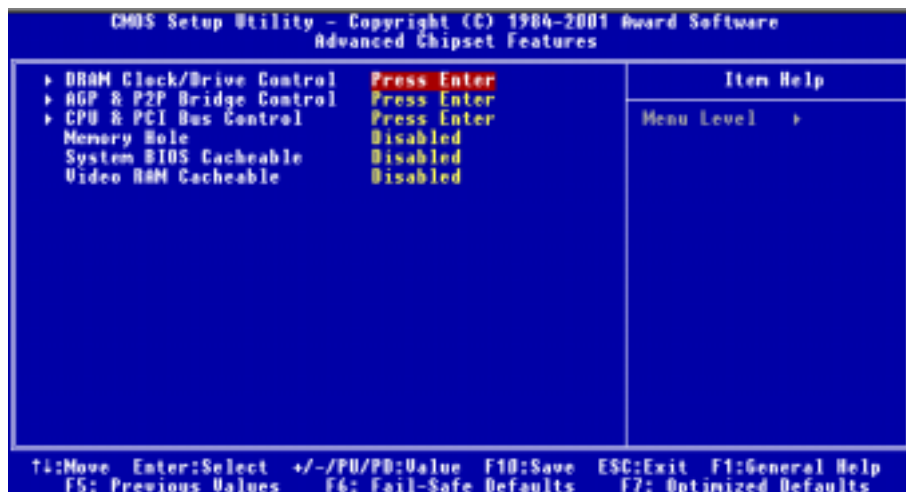 CMOS Setup Utility - Copyright (C) 1984-2001 Award Software
Advanced Chipset Features
▸ DRAM Clock/Drive Control Press Enter
▸ AGP & P2P Bridge Control Press Enter
▸ CPU & PCI Bus Control Press Enter
Memory Hole Disabled
System BIOS Cacheable Disabled
Video RAM Cacheable Disabled
Item Help
Menu Level ▸
↑↓:Move Enter:Select +/-/PU/PD:Value F10:Save ESC:Exit F1:General Help
F5: Previous Values F6: Fail-Safe Defaults F7: Optimized Defaults